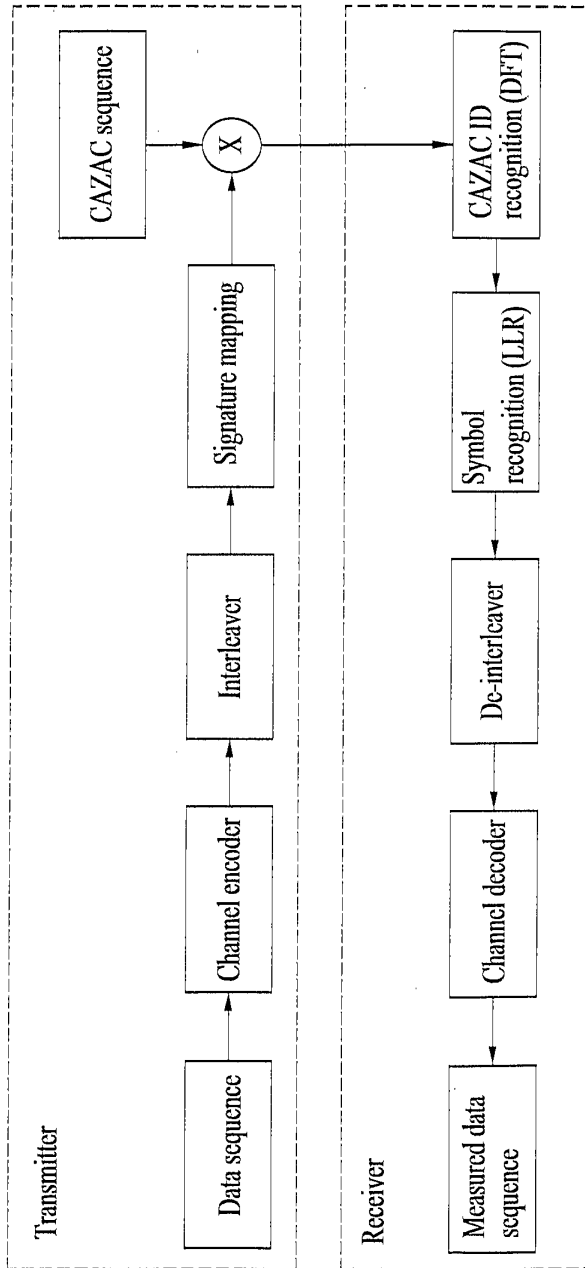 Transmitter
CAZAC sequence
Data sequence
Channel encoder
Interleaver
Signature mapping
X
Receiver
Measured data
sequence
Channel decoder
De-interleaver
Symbol
recognition (LLR)
CAZAC ID
recognition (DFT)